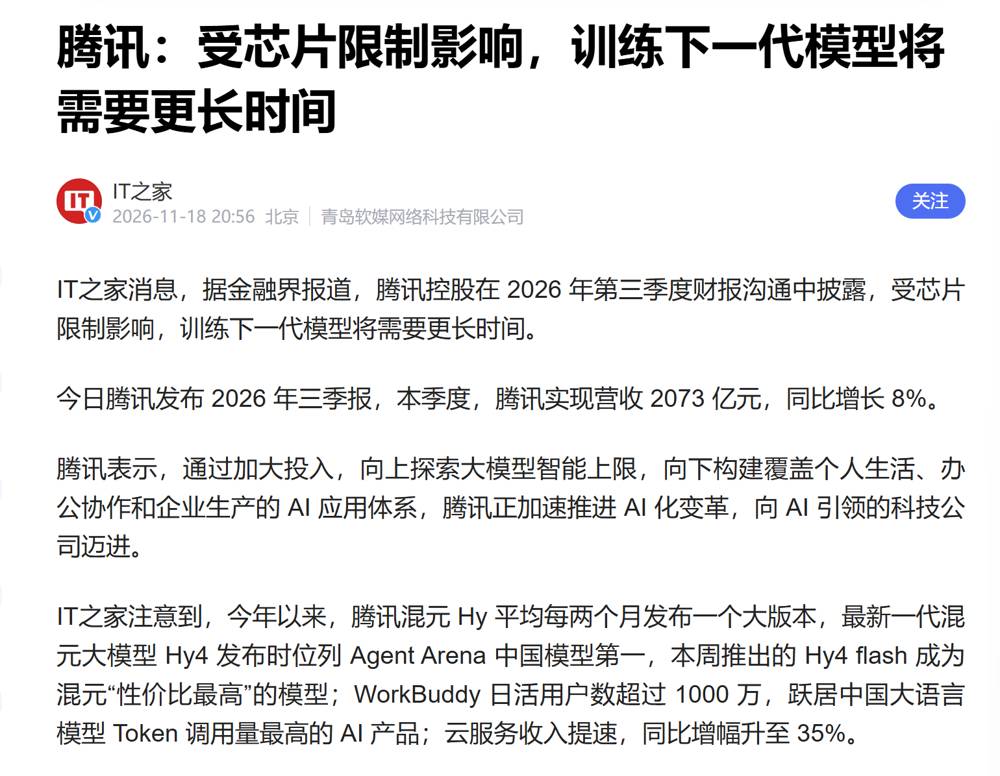 腾讯：受芯片限制影响，训练下一代模型将
需要更长时间
IT
V
IT之家
2026-11-18 20:56 北京 | 青岛软媒网络科技有限公司
关注
IT之家消息，据金融界报道，腾讯控股在 2026 年第三季度财报沟通中披露，受芯片
限制影响，训练下一代模型将需要更长时间。
今日腾讯发布 2026 年三季报，本季度，腾讯实现营收 2073 亿元，同比增长 8%。
腾讯表示，通过加大投入，向上探索大模型智能上限，向下构建覆盖个人生活、办
公协作和企业生产的 AI 应用体系，腾讯正加速推进 AI 化变革，向 AI 引领的科技公
司迈进。
IT之家注意到，今年以来，腾讯混元 Hy 平均每两个月发布一个大版本，最新一代混
元大模型 Hy4 发布时位列 Agent Arena 中国模型第一，本周推出的 Hy4 flash 成为
混元“性价比最高”的模型；WorkBuddy 日活用户数超过 1000 万，跃居中国大语言
模型 Token 调用量最高的 AI 产品；云服务收入提速，同比增幅升至 35%。